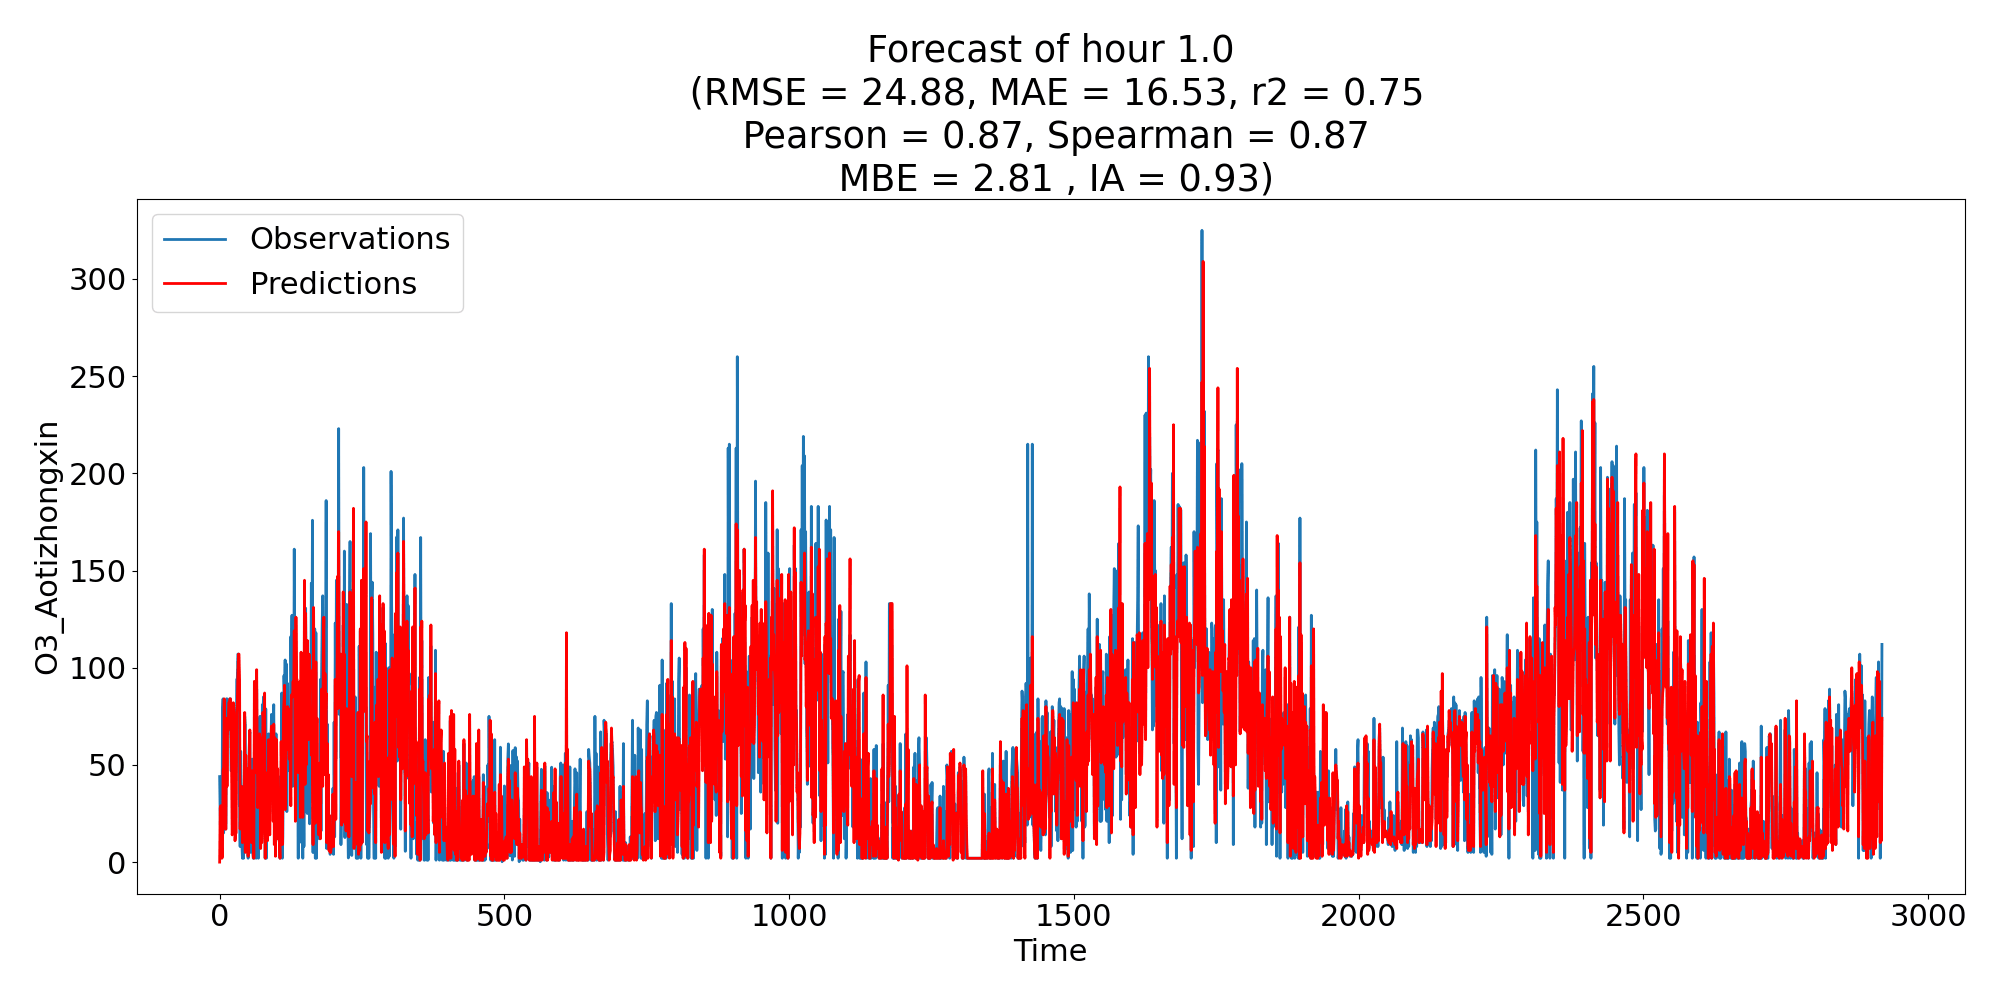 Forecast of hour 1.0
(RMSE = 24.88, MAE = 16.53, r2 = 0.75
Pearson = 0.87, Spearman = 0.87
MBE = 2.81 , IA = 0.93)
Observations
Predictions
O3_Aotizhongxin
300
250
200
150
100
50
0
0 500 1000 1500 2000 2500 3000
Time